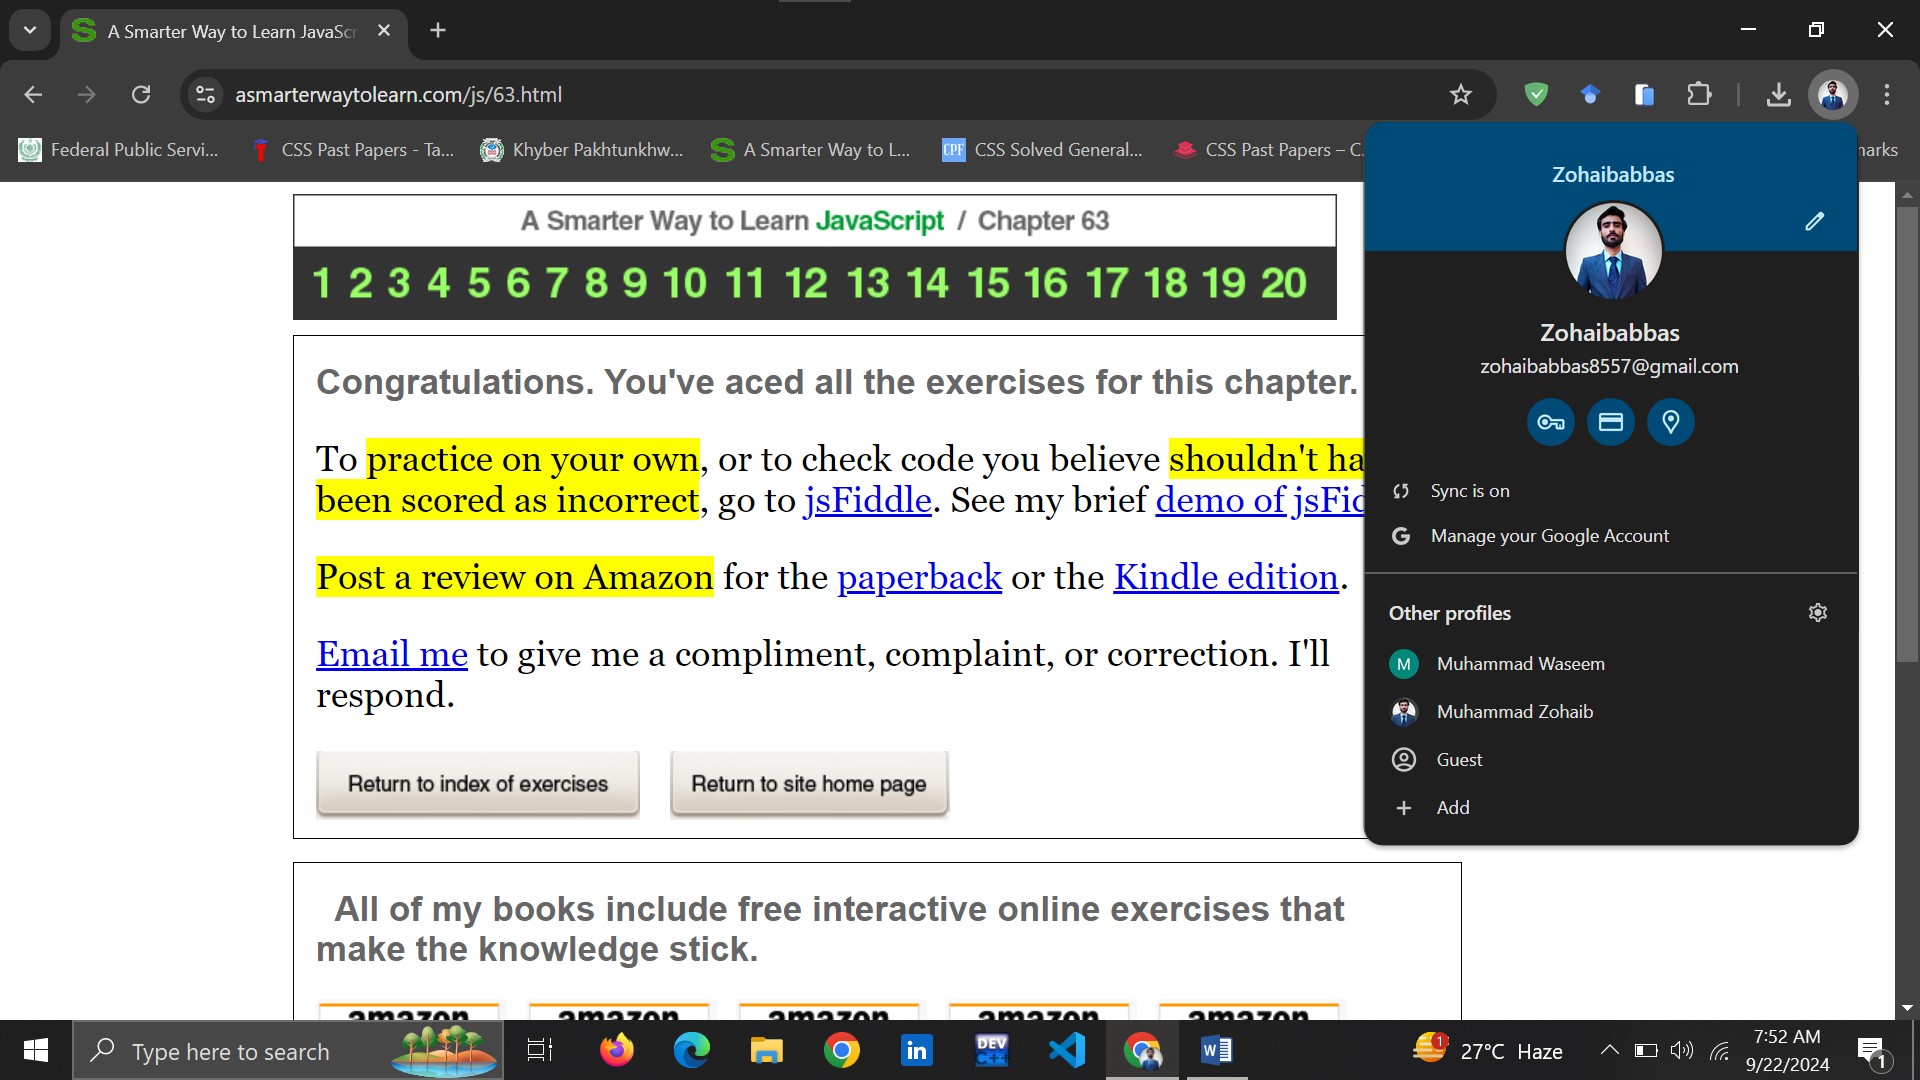 A Smarter Way to Learn JavaScr
asmarterwaytolearn.com/js/63.html
Federal Public Servi...
CSS Past Papers - Ta...
Khyber Pakhtunkhw...
A Smarter Way to L...
CPF CSS Solved General...
CSS Past Papers – C.
A Smarter Way to Learn JavaScript / Chapter 63
1 2 3 4 5 6 7 8 9 10 11 12 13 14 15 16 17 18 19 20
Congratulations. You've aced all the exercises for this chapter.
To practice on your own, or to check code you believe shouldn't ha
been scored as incorrect, go to jsFiddle. See my brief demo of jsFid
Post a review on Amazon for the paperback or the Kindle edition.
Email me to give me a compliment, complaint, or correction. I'll
respond.
Return to index of exercises
Return to site home page
All of my books include free interactive online exercises that
make the knowledge stick.
amazon amazon amazon amazon amazon
Zohaibabbas
Zohaibabbas
zohaibabbas8557@gmail.com
Sync is on
Manage your Google Account
Other profiles
M Muhammad Waseem
Muhammad Zohaib
Guest
Add
Type here to search
DEV C++
1
27°C Haze
7:52 AM
9/22/2024
1